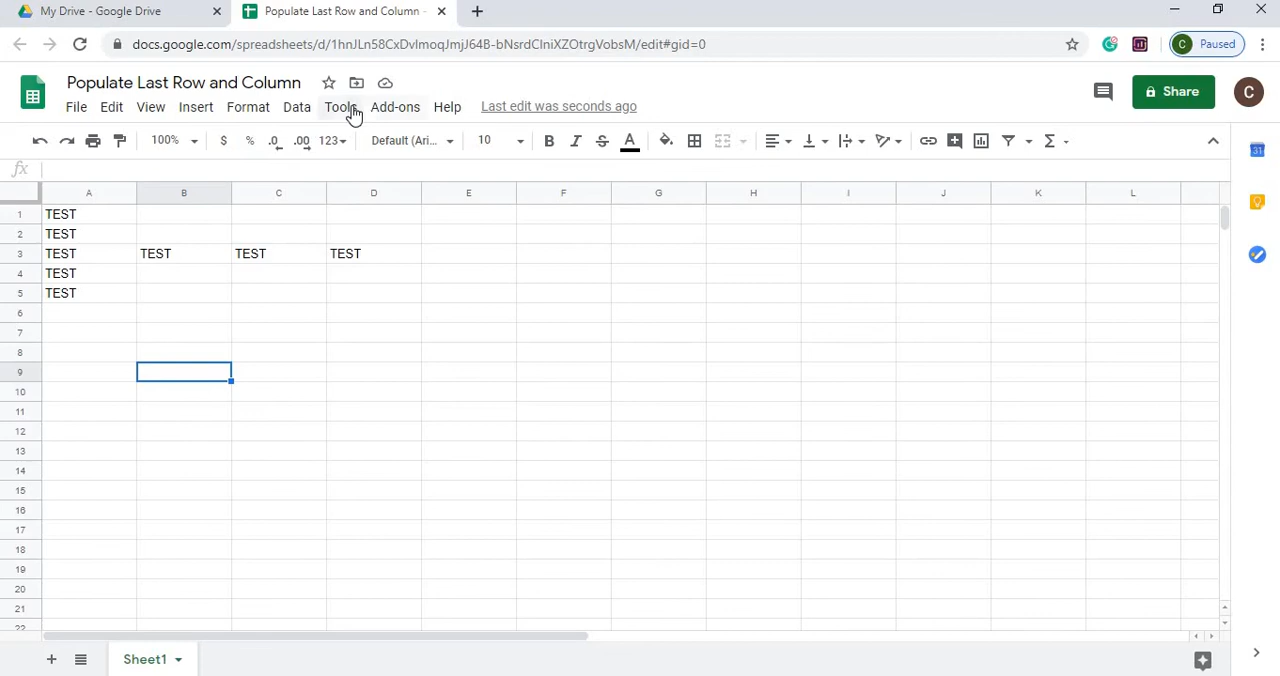 My Drive - Google Drive
Populate Last Row and Column -
docs.google.com/spreadsheets/d/1hnJLn58CxDvlmoqJmjJ64B-bNsrdClniXZOtrgVobsM/edit#gid=0
C Paused
Populate Last Row and Column
File Edit View Insert Format Data Tools Add-ons Help Last edit was seconds ago
Share
C
100% $ % .0 .00 123 Default (Ari... 10 B I S A Σ
31
fx
A B C D E F G H I J K L
1 TEST
2 TEST
3 TEST TEST TEST TEST
4 TEST
5 TEST
6
7
8
9
10
11
12
13
14
15
16
17
18
19
20
21
22
Sheet1